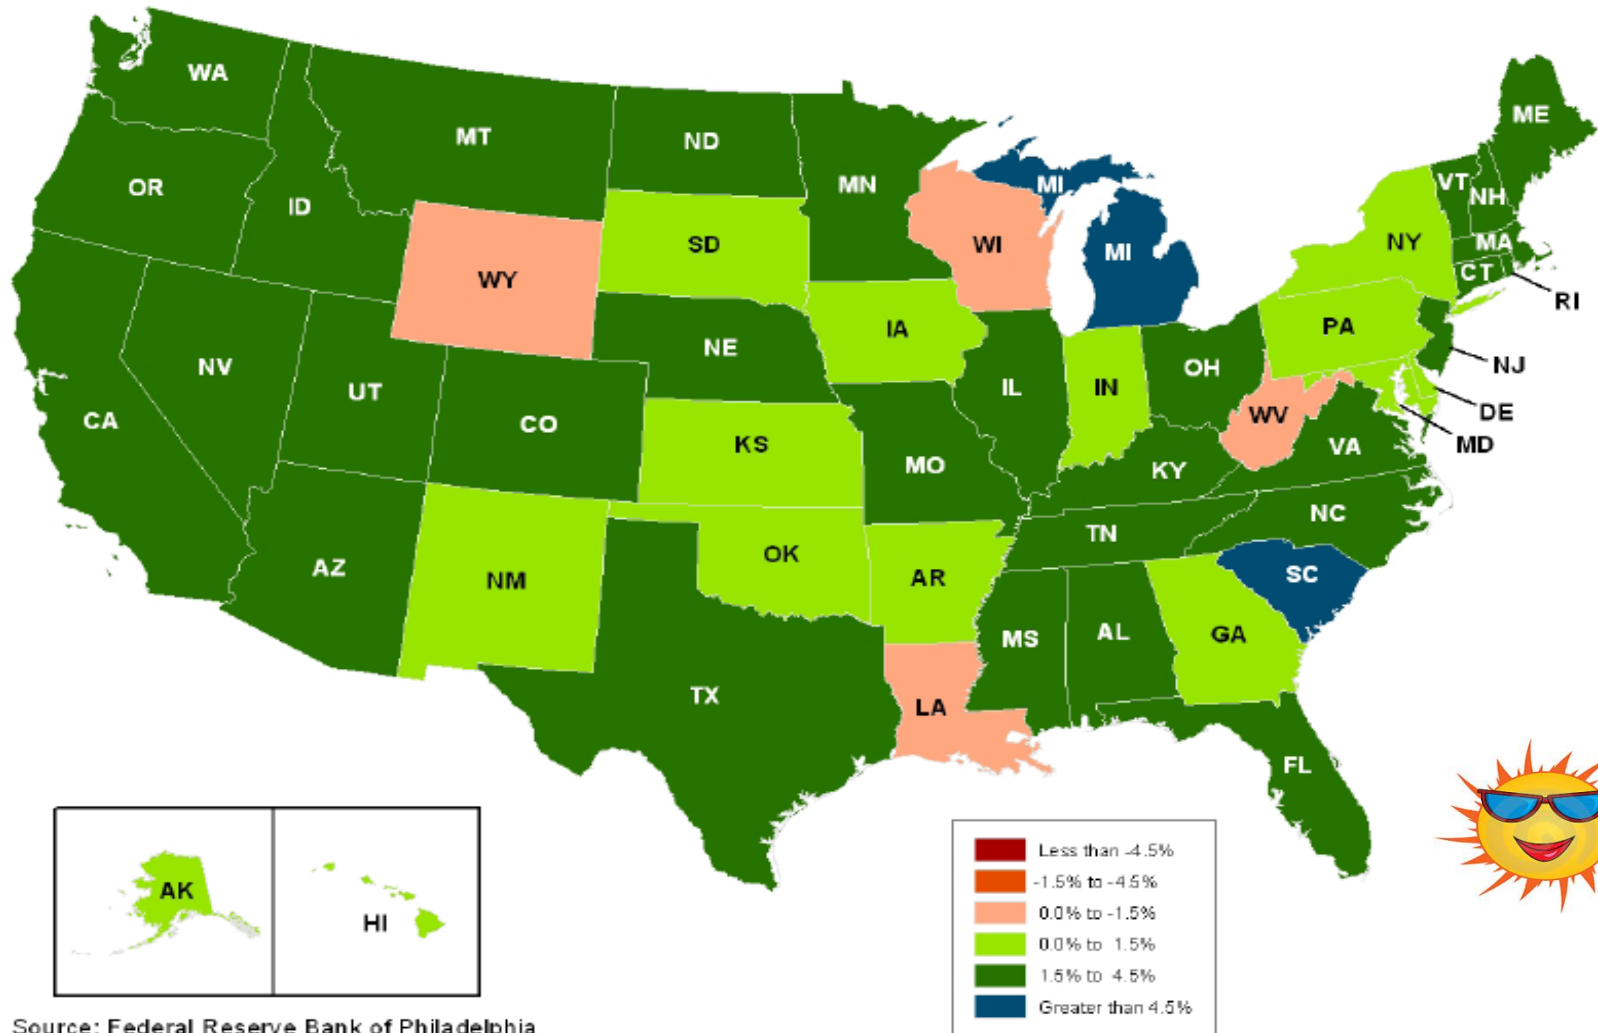 WA
MT
ND
MN
ME
OR
ID
WY
SD
WI
MI
MI
NY
VT
NH
MA
CT
RI
NV
UT
CO
NE
IA
IL
IN
OH
PA
NJ
DE
MD
CA
KS
MO
KY
WV
VA
AZ
NM
OK
AR
TN
NC
SC
TX
LA
MS
AL
GA
FL
AK
HI
Less than -4.5%
-1.5% to -4.5%
0.0% to -1.5%
0.0% to 1.5%
1.5% to 4.5%
Greater than 4.5%
Source: Federal Reserve Bank of Philadelphia